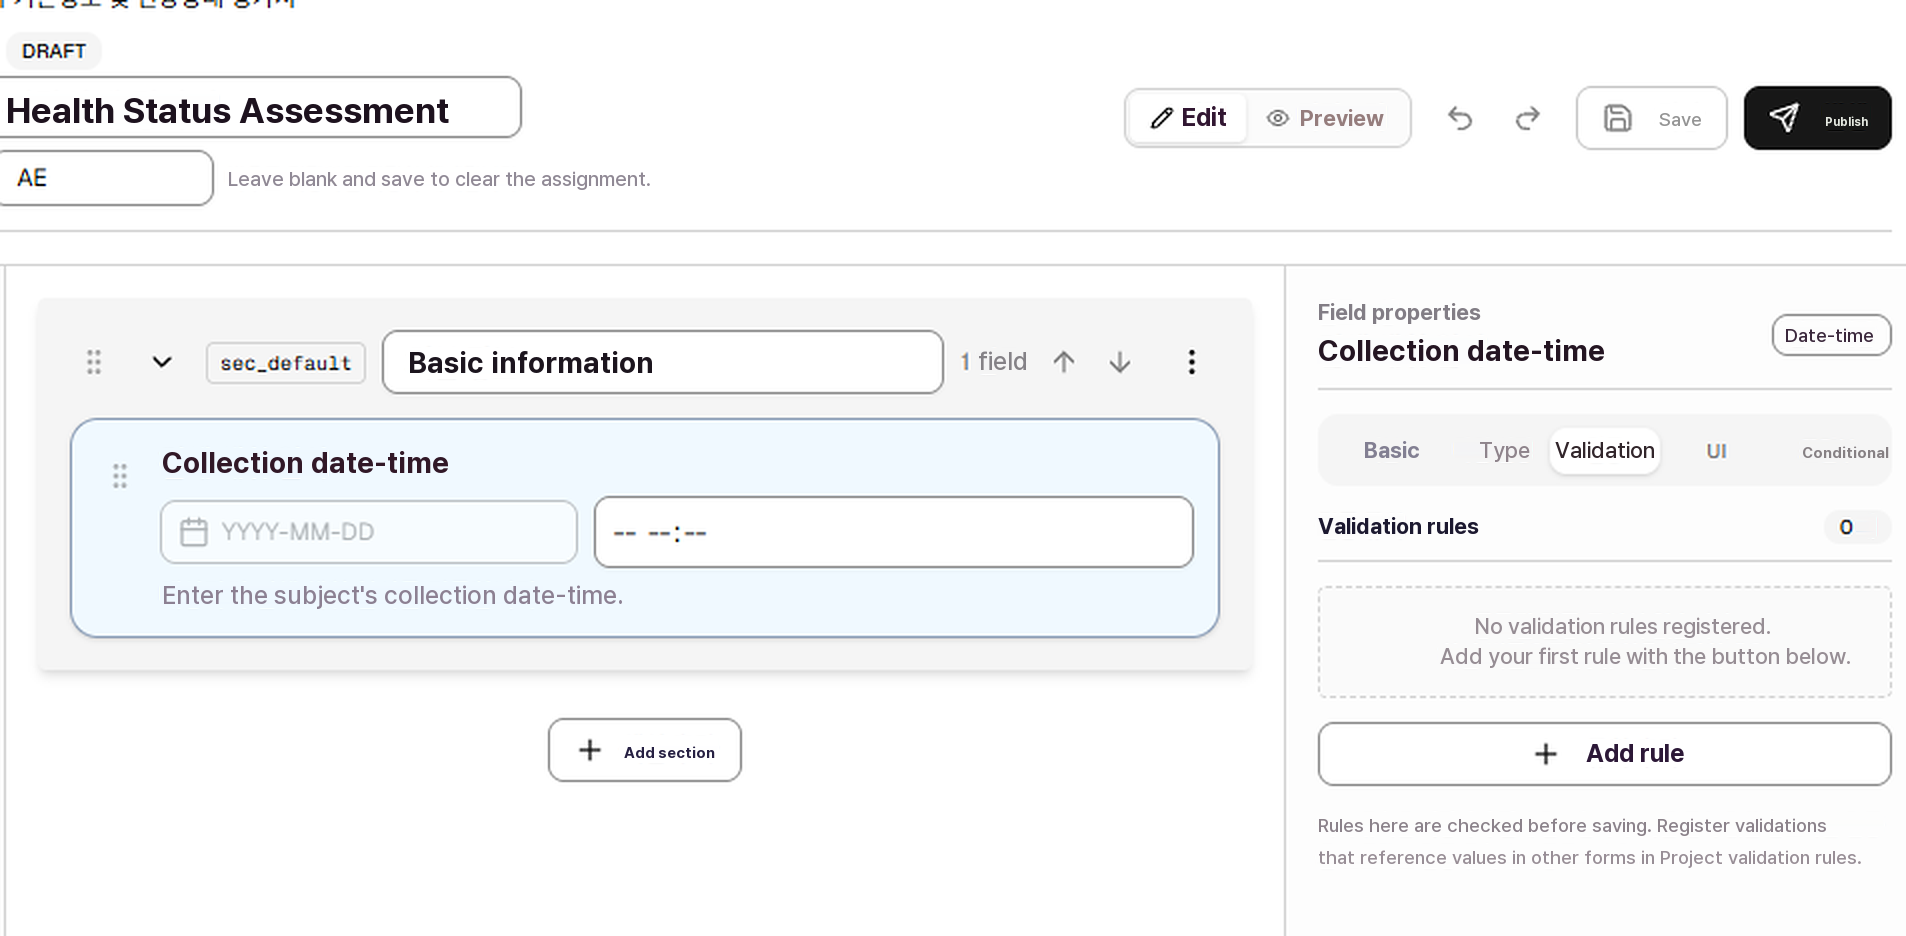 DRAFT
Health Status Assessment
Edit
Preview
Save
Publish
AE
Leave blank and save to clear the assignment.
sec_default
Basic information
1 field
Collection date-time
YYYY-MM-DD
-- --:--
Enter the subject's collection date-time.
Add section
Field properties
Collection date-time
Date-time
Basic
Type
Validation
UI
Conditional
Validation rules
0
No validation rules registered.
Add your first rule with the button below.
Add rule
Rules here are checked before saving. Register validations
that reference values in other forms in Project validation rules.